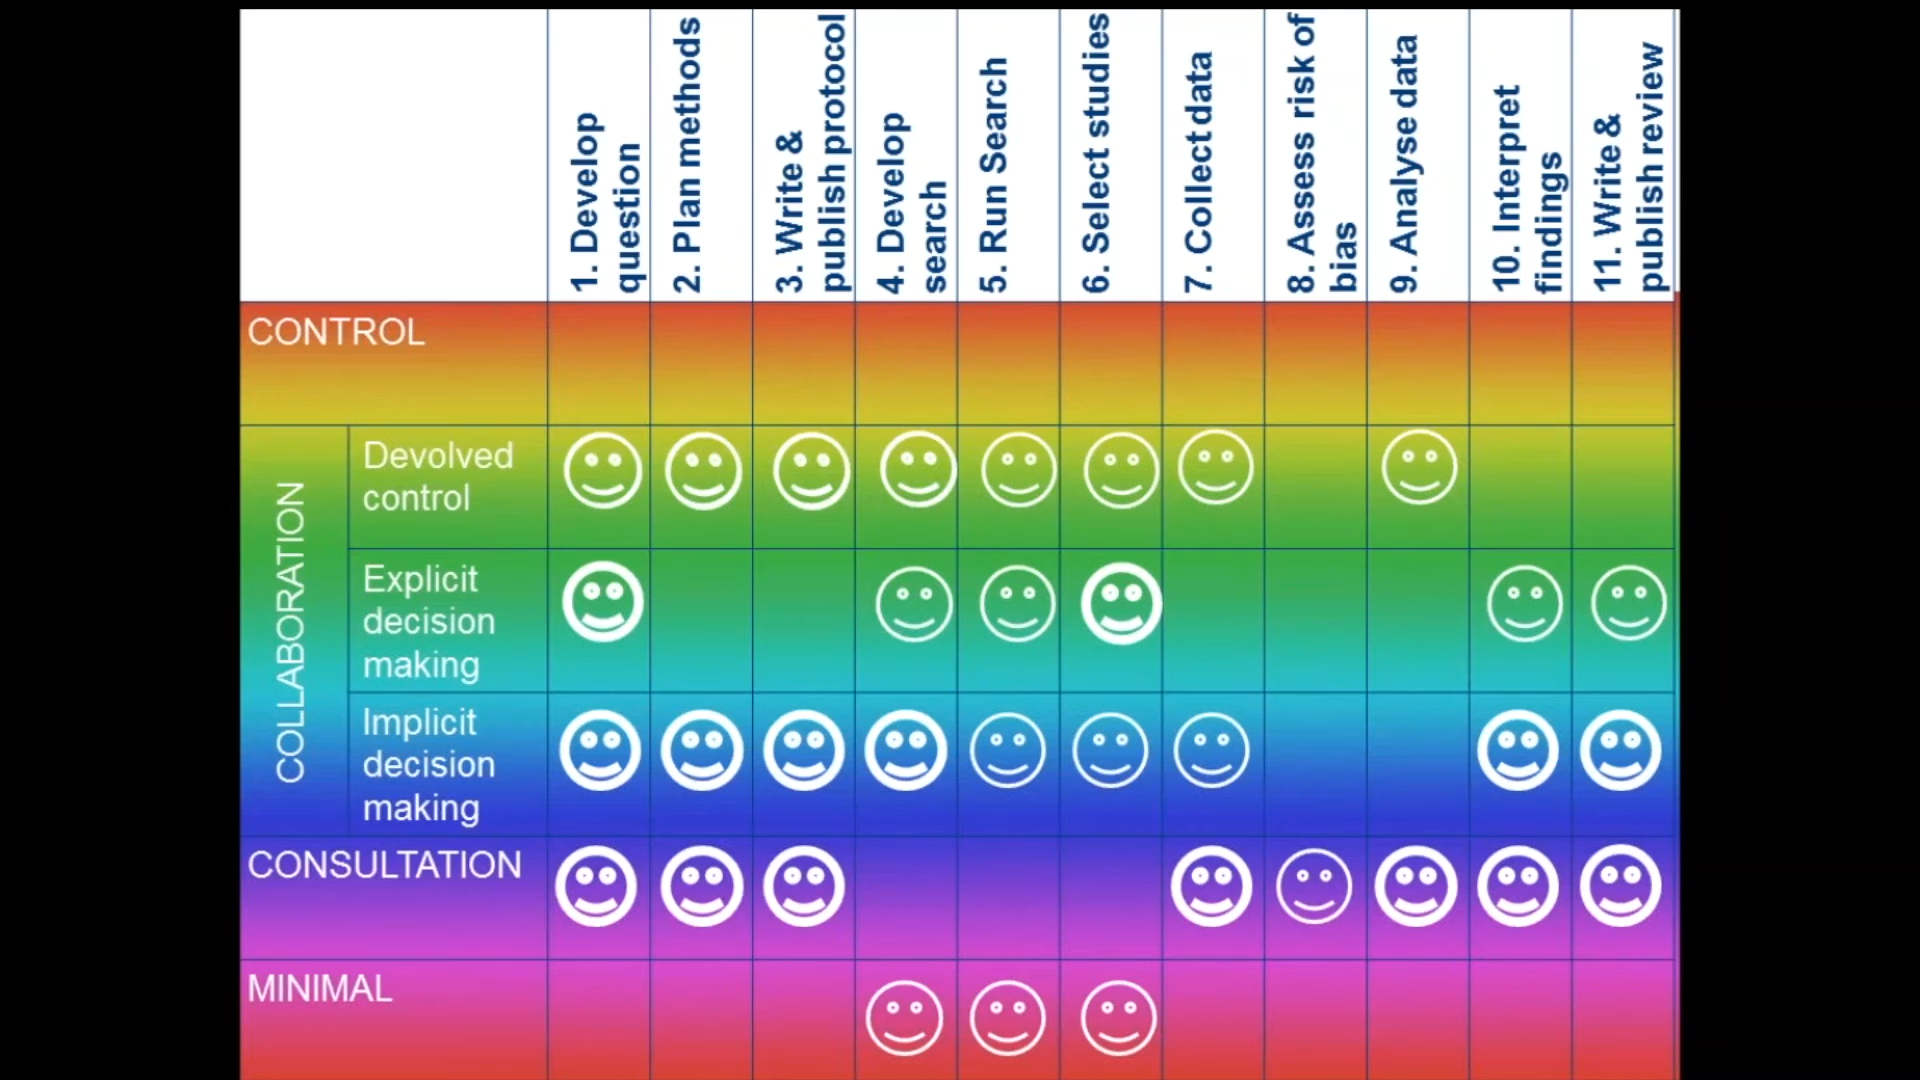 1. Develop
question
2. Plan methods
3. Write &
publish protocol
4. Develop
search
5. Run Search
6. Select studies
7. Collect data
8. Assess risk of
bias
9. Analyse data
10. Interpret
findings
11. Write &
publish review
CONTROL
COLLABORATION
Devolved
control
Explicit
decision
making
Implicit
decision
making
CONSULTATION
MINIMAL